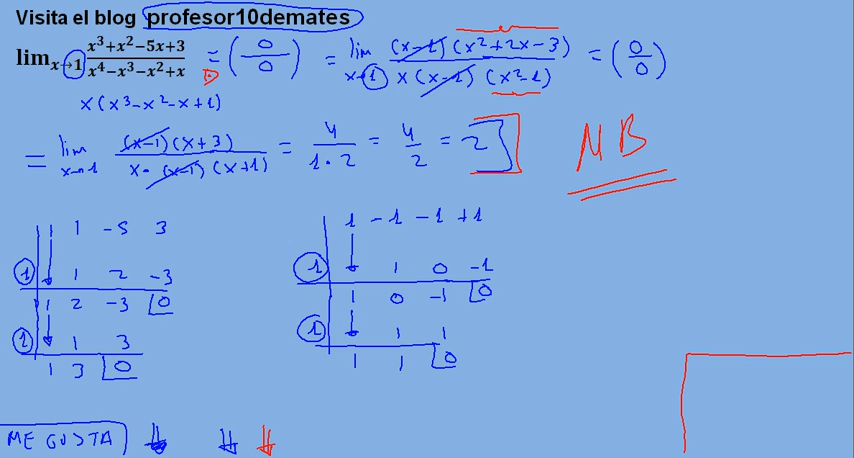 Visita el blog profesor10demates
lim x→1 (x³+x²−5x+3)/(x⁴−x³−x²+x) = (0/0) = lim x→1 (x−1)(x²+2x−3)/(x(x−1)(x²−1)) = (0/0)
x(x³−x²−x+1)
= lim x→1 (x−1)(x+3)/(x·(x−1)(x+1)) = 4/(1·2) = 4/2 = 2
MB
1 1 −5 3
1 1 2 −3
1 2 −3 0
1 1 3
1 3 0
1 −1 −1 +1
1 1 0 −1
1 0 −1 0
1 1 1
1 1 0
ME GUSTA